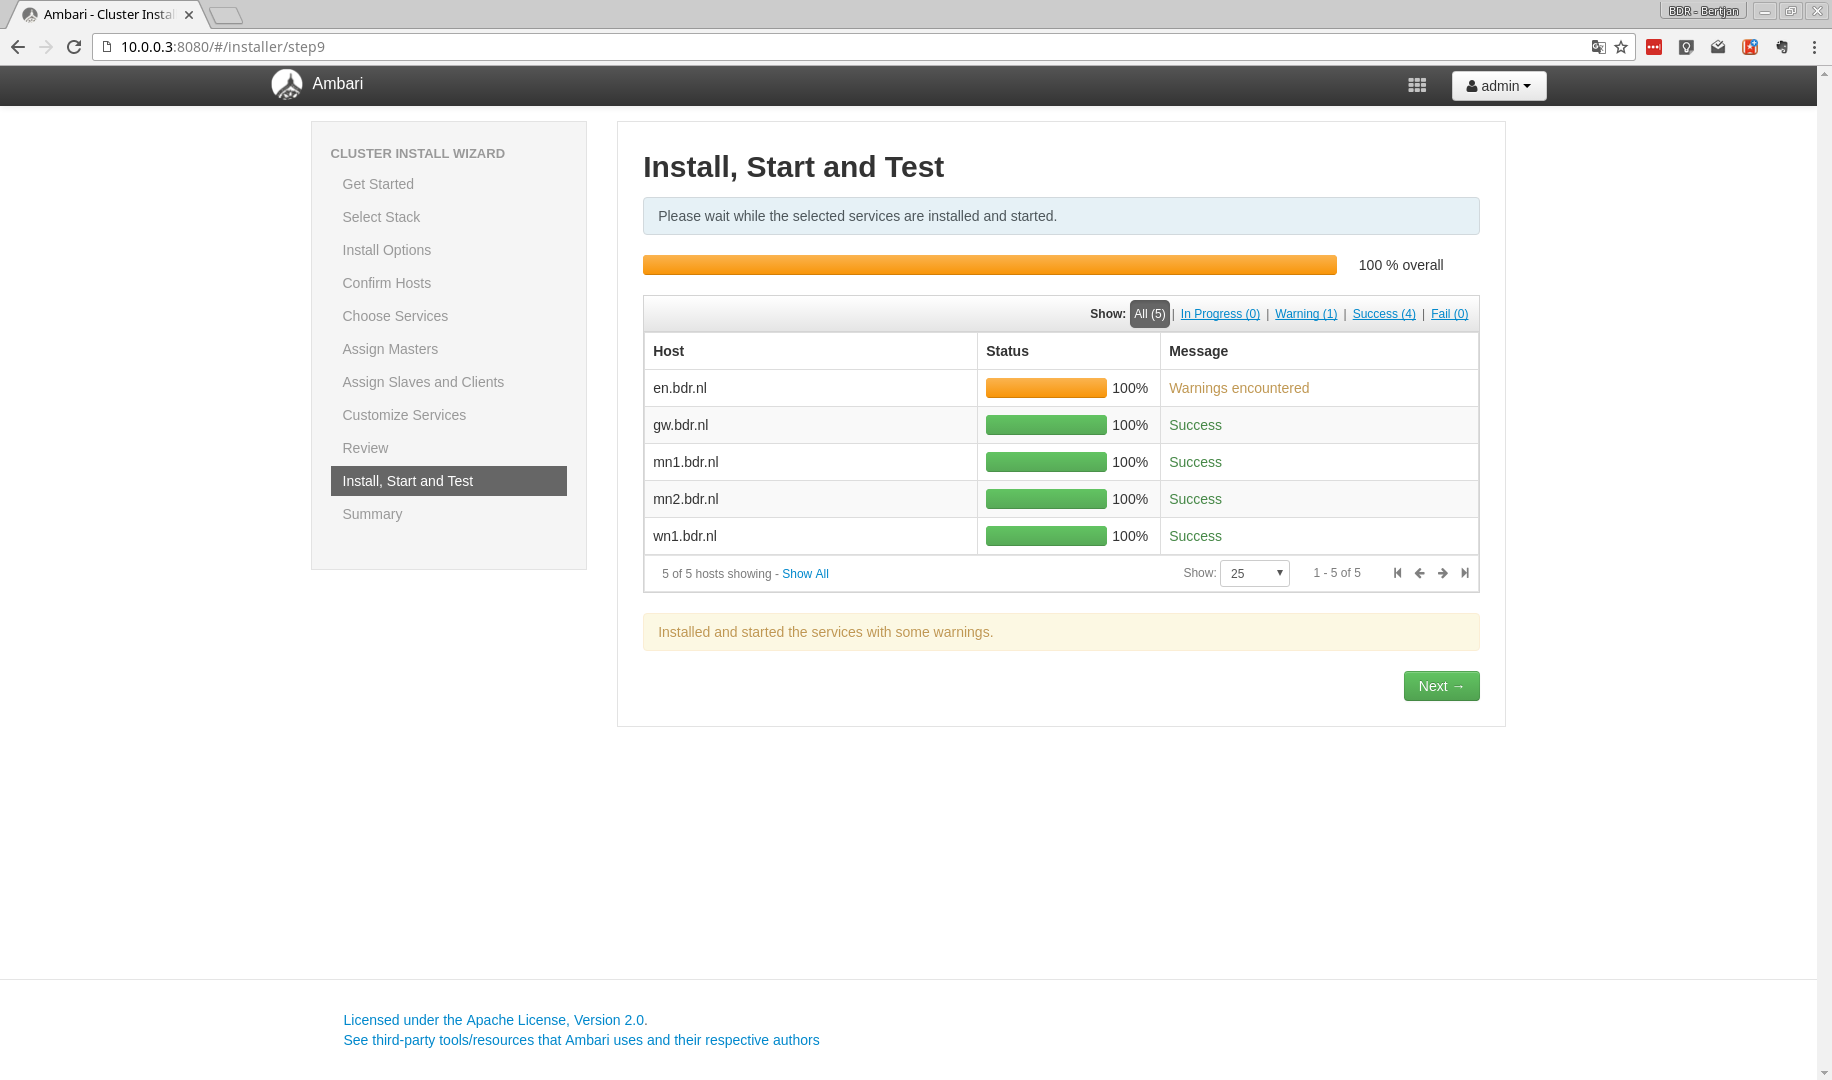 Ambari - Cluster Instal
BDR - Bertjan
10.0.0.3:8080/#/installer/step9
Ambari
admin
CLUSTER INSTALL WIZARD
Get Started
Select Stack
Install Options
Confirm Hosts
Choose Services
Assign Masters
Assign Slaves and Clients
Customize Services
Review
Install, Start and Test
Summary
Install, Start and Test
Please wait while the selected services are installed and started.
100 % overall
Show: All (5) | In Progress (0) | Warning (1) | Success (4) | Fail (0)
Host Status Message
en.bdr.nl 100% Warnings encountered
gw.bdr.nl 100% Success
mn1.bdr.nl 100% Success
mn2.bdr.nl 100% Success
wn1.bdr.nl 100% Success
5 of 5 hosts showing - Show All Show: 25 1 - 5 of 5
Installed and started the services with some warnings.
Next →
Licensed under the Apache License, Version 2.0.
See third-party tools/resources that Ambari uses and their respective authors